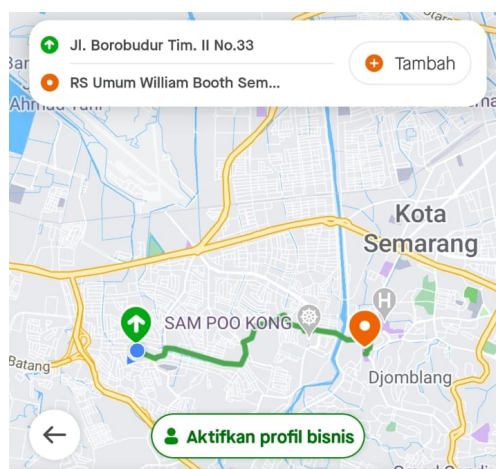 Jl. Borobudur Tim. II No.33
Tambah
RS Umum William Booth Sem...
Kota
Semarang
SAM POO KONG
H
Batang
Djomblang
Aktifkan profil bisnis